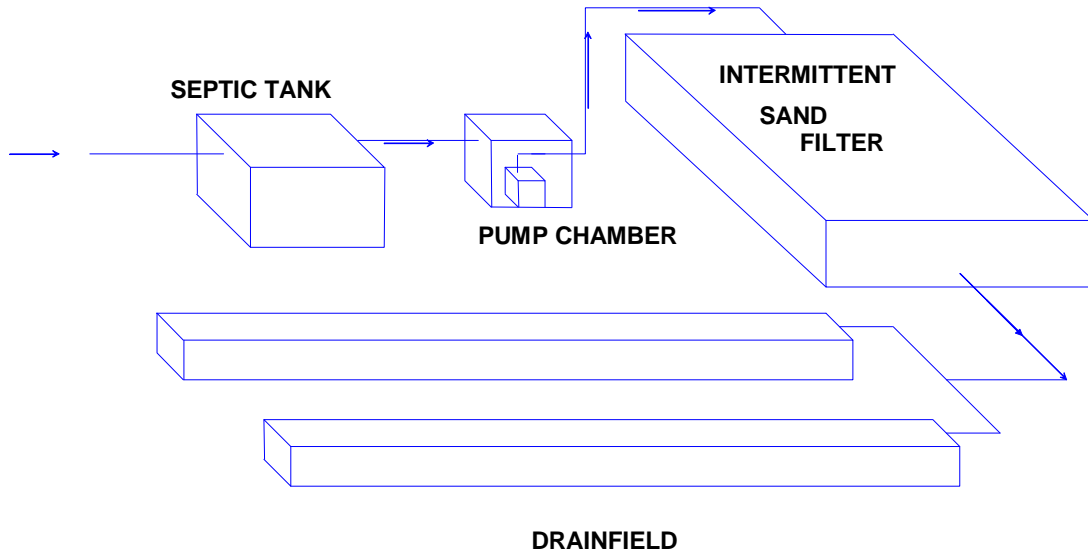 SEPTIC TANK
PUMP CHAMBER
INTERMITTENT
SAND
FILTER
DRAINFIELD